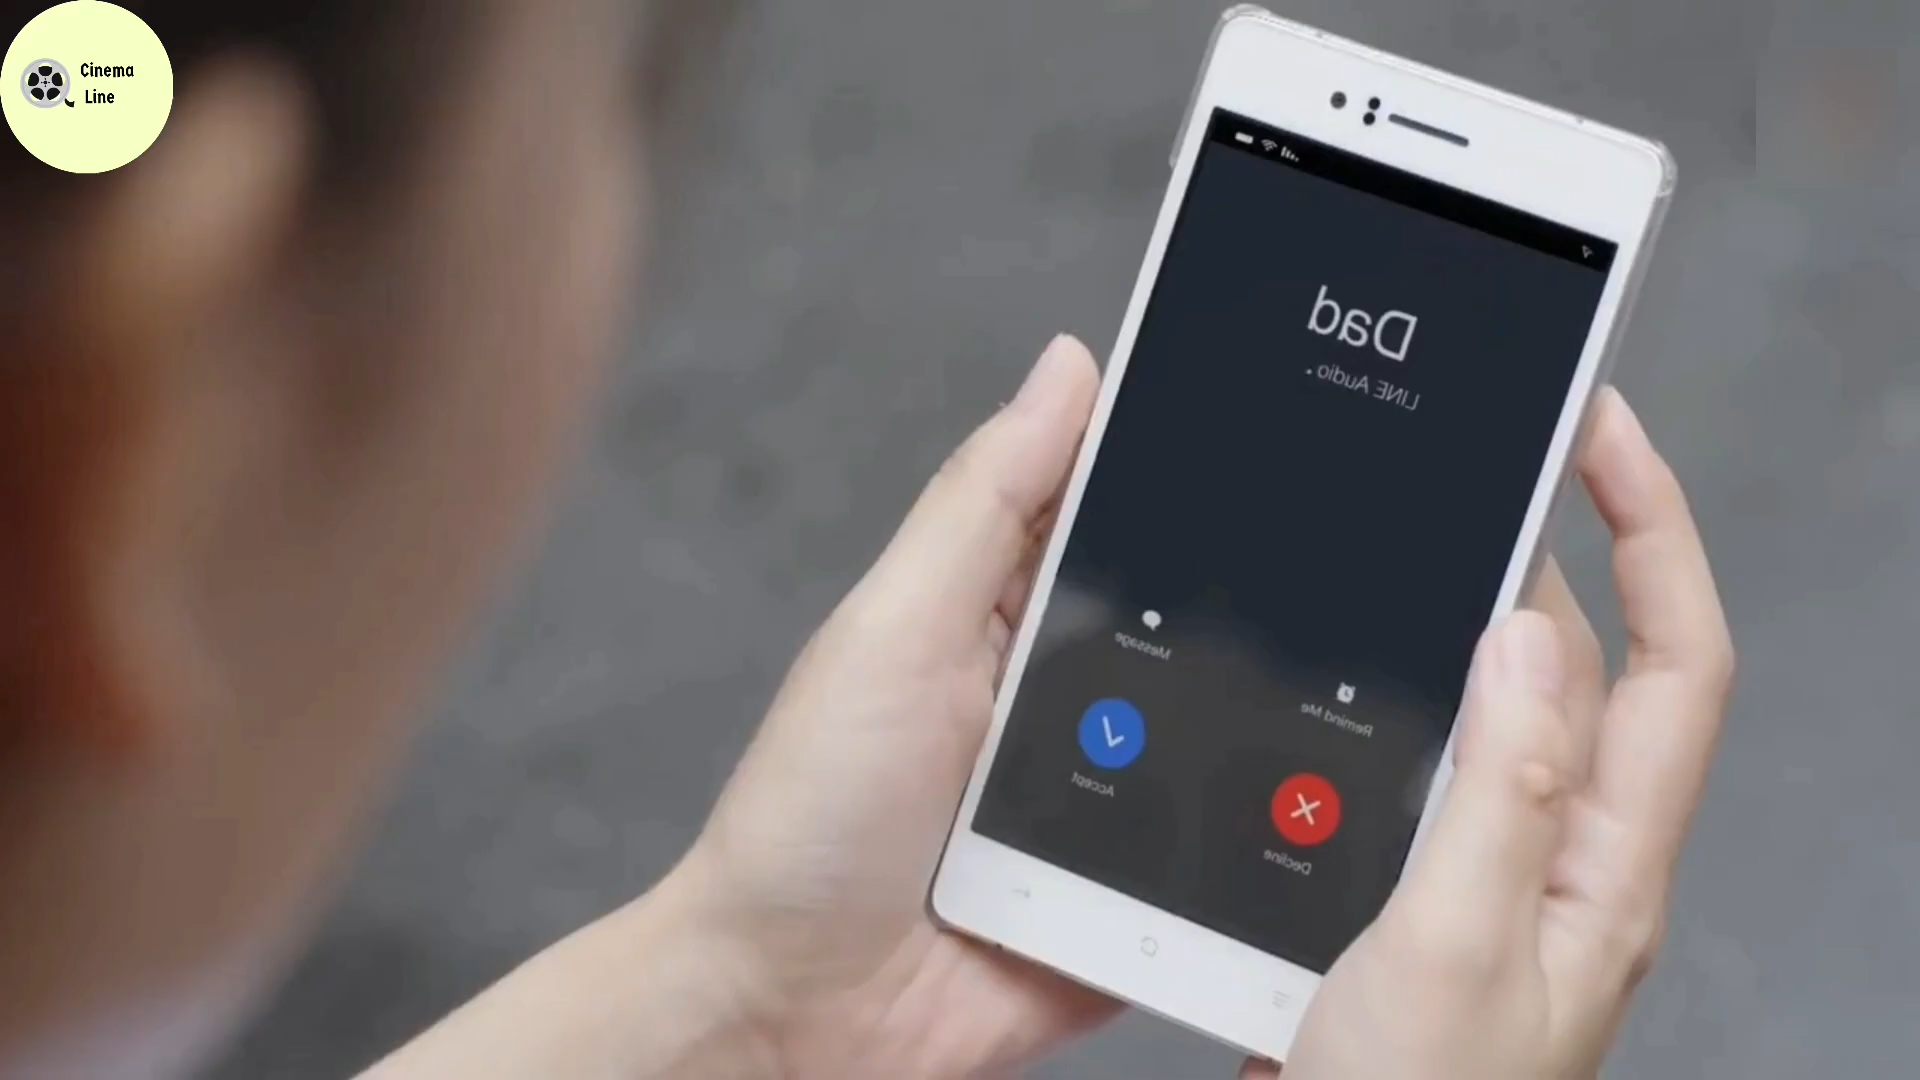 Cinema
Line
Dad
LINE Audio
Message
Remind Me
Accept
Decline